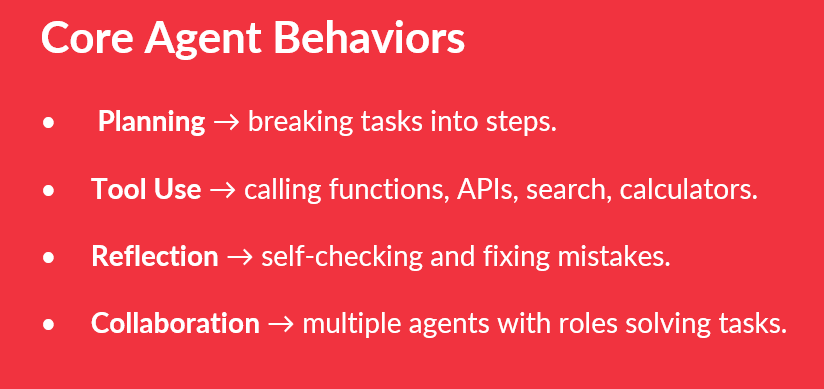 Core Agent Behaviors
• Planning → breaking tasks into steps.
• Tool Use → calling functions, APIs, search, calculators.
• Reflection → self-checking and fixing mistakes.
• Collaboration → multiple agents with roles solving tasks.